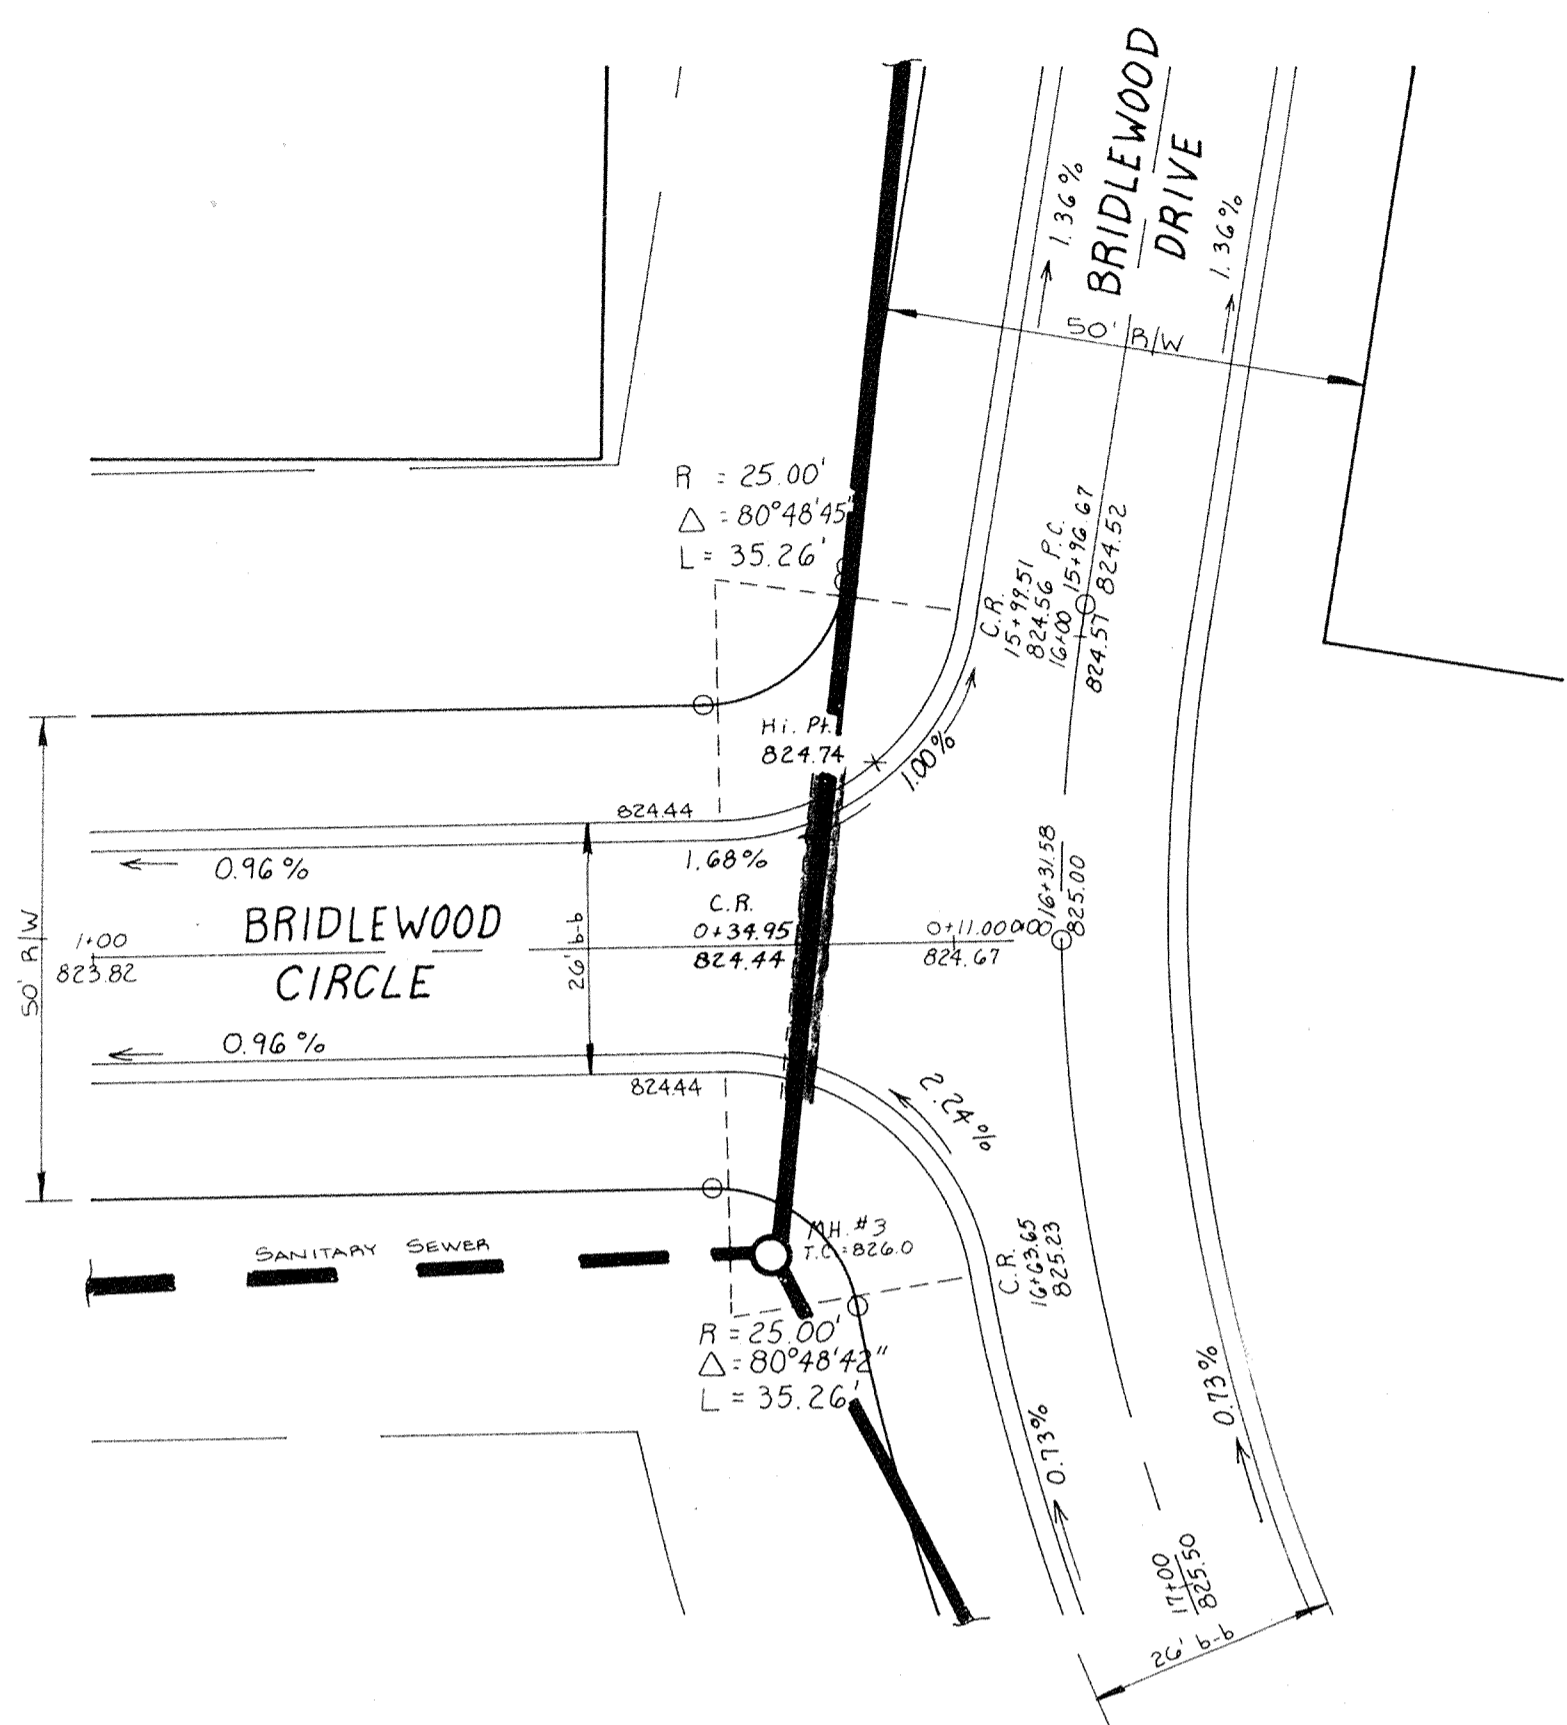 BRIDLEWOOD
DRIVE
1.36%
1.36%
50' R/W
R = 25.00'
△ = 80°48'45"
L = 35.26'
C.R.
15+99.51
824.56
P.C.
15+96.67
824.52
16+00
824.57
Hi. Pt.
824.74
1.00%
824.44
0.96%
1.68%
16+31.58
825.00
C.R.
0+34.95
824.44
0+11.00
824.67
0+00
BRIDLEWOOD
CIRCLE
1+00
823.82
50' R/W
26' b-b
0.96%
824.44
2.24%
M.H. #3
T.C. = 826.0
SANITARY SEWER
C.R.
16+63.65
825.23
R = 25.00'
△ = 80°48'42"
L = 35.26'
0.73%
0.73%
17+00
825.50
26' b-b